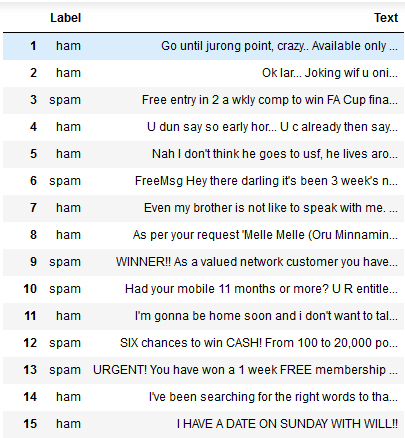 Label Text
1 ham Go until jurong point, crazy.. Available only ...
2 ham Ok lar... Joking wif u oni...
3 spam Free entry in 2 a wkly comp to win FA Cup fina...
4 ham U dun say so early hor... U c already then say...
5 ham Nah I don't think he goes to usf, he lives aro...
6 spam FreeMsg Hey there darling it's been 3 week's n...
7 ham Even my brother is not like to speak with me. ...
8 ham As per your request 'Melle Melle (Oru Minnamin...
9 spam WINNER!! As a valued network customer you have...
10 spam Had your mobile 11 months or more? U R entitle...
11 ham I'm gonna be home soon and i don't want to tal...
12 spam SIX chances to win CASH! From 100 to 20,000 po...
13 spam URGENT! You have won a 1 week FREE membership ...
14 ham I've been searching for the right words to tha...
15 ham I HAVE A DATE ON SUNDAY WITH WILL!!